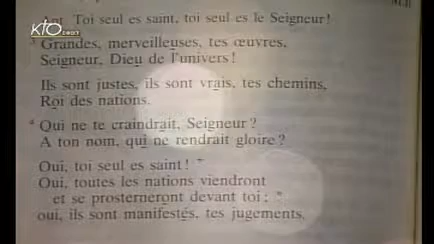 KTO
Ant. Toi seul es saint, toi seul es le Seigneur!
Grandes, merveilleuses, tes œuvres,
Seigneur, Dieu de l'univers!
Ils sont justes, ils sont vrais, tes chemins,
Roi des nations.
Qui ne te craindrait, Seigneur?
A ton nom, qui ne rendrait gloire?
Oui, toi seul es saint! *
Oui, toutes les nations viendront
et se prosterneront devant toi; *
oui, ils sont manifestés, tes jugements.